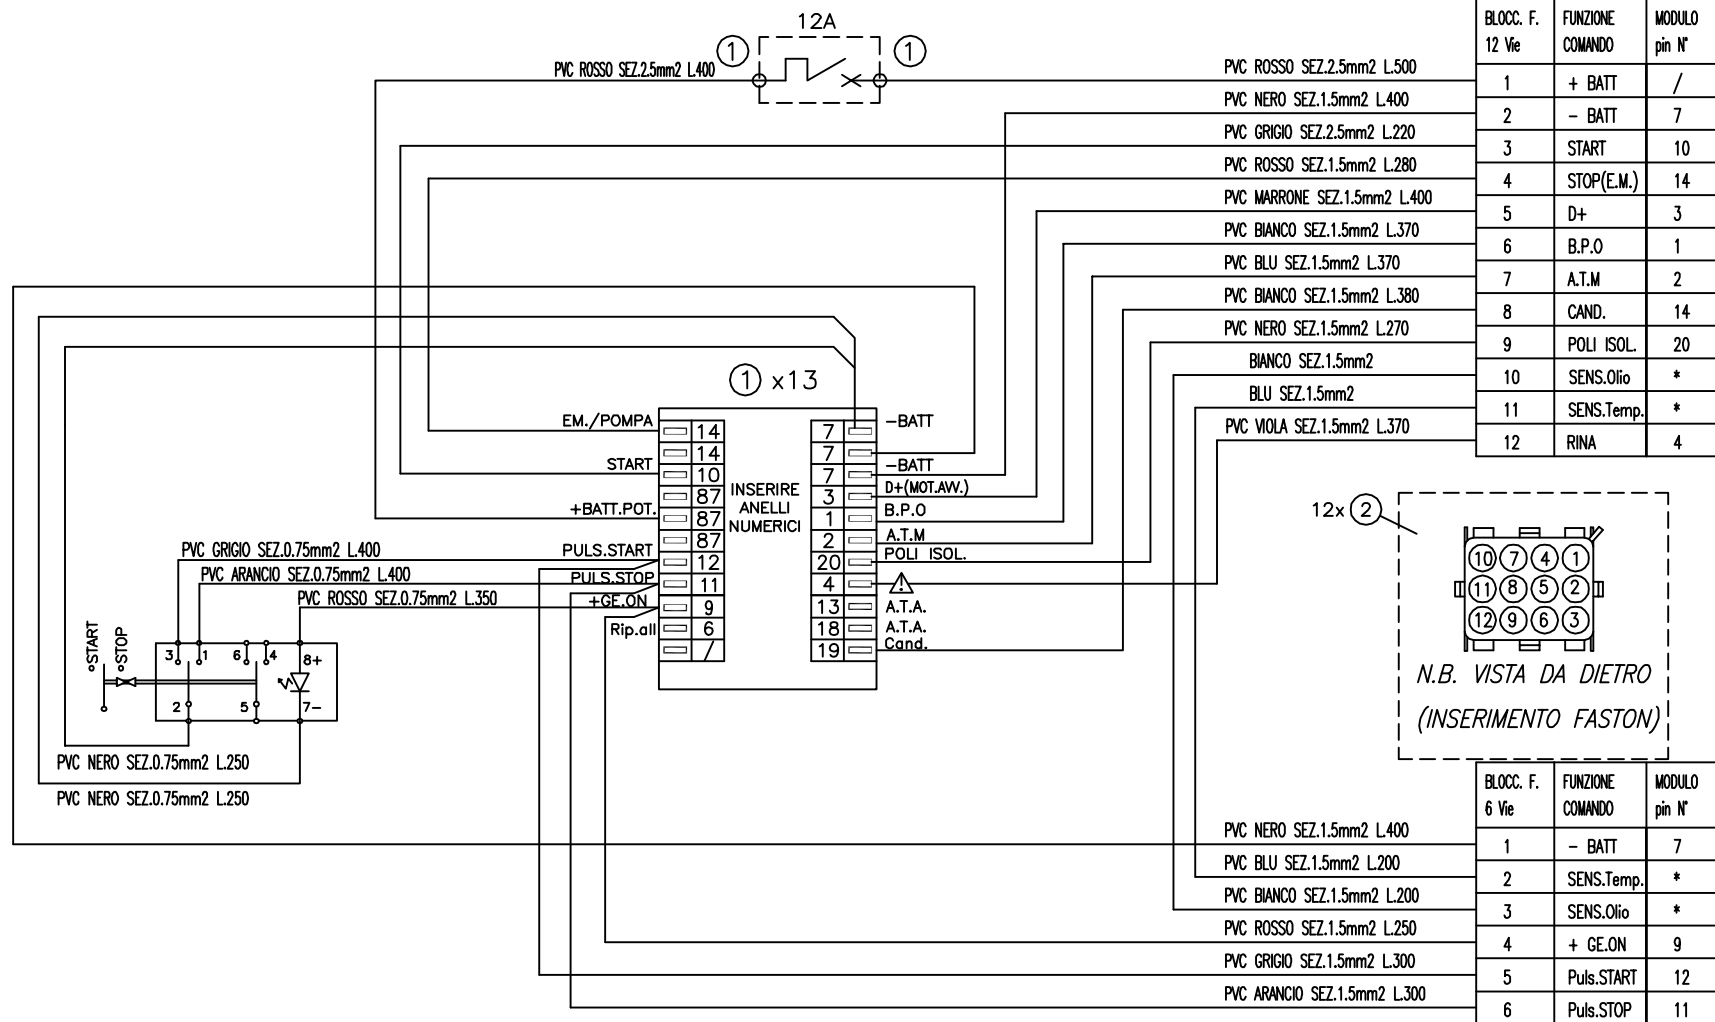 12A
1
1
PVC ROSSO SEZ.2.5mm2 L.400
BLOCC. F. 12 Vie FUNZIONE COMANDO MODULO pin N°
PVC ROSSO SEZ.2.5mm2 L.500 1 + BATT /
PVC NERO SEZ.1.5mm2 L.400 2 - BATT 7
PVC GRIGIO SEZ.2.5mm2 L.220 3 START 10
PVC ROSSO SEZ.1.5mm2 L.280 4 STOP(E.M.) 14
PVC MARRONE SEZ.1.5mm2 L.400 5 D+ 3
PVC BIANCO SEZ.1.5mm2 L.370 6 B.P.O 1
PVC BLU SEZ.1.5mm2 L.370 7 A.T.M 2
PVC BIANCO SEZ.1.5mm2 L.380 8 CAND. 14
PVC NERO SEZ.1.5mm2 L.270 9 POLI ISOL. 20
BIANCO SEZ.1.5mm2 10 SENS.Olio *
BLU SEZ.1.5mm2 11 SENS.Temp. *
PVC VIOLA SEZ.1.5mm2 L.370 12 RINA 4
1 x13
EM./POMPA 14 7 -BATT
14 7
START 10 7 -BATT
87 3 D+(MOT.AVV.)
+BATT.POT. 87 1 B.P.O
87 2 A.T.M
PULS.START 12 20 POLI ISOL.
PULS.STOP 11 4 ⚠
+GE.ON 9 13 A.T.A.
Rip.all 6 18 A.T.A.
/ 19 Cand.
INSERIRE
ANELLI
NUMERICI
PVC GRIGIO SEZ.0.75mm2 L.400
PVC ARANCIO SEZ.0.75mm2 L.400
PVC ROSSO SEZ.0.75mm2 L.350
START
STOP
3 1 6 4 8+
2 5 7-
PVC NERO SEZ.0.75mm2 L.250
PVC NERO SEZ.0.75mm2 L.250
12x 2
10 7 4 1
11 8 5 2
12 9 6 3
N.B. VISTA DA DIETRO
(INSERIMENTO FASTON)
BLOCC. F. 6 Vie FUNZIONE COMANDO MODULO pin N°
PVC NERO SEZ.1.5mm2 L.400 1 - BATT 7
PVC BLU SEZ.1.5mm2 L.200 2 SENS.Temp. *
PVC BIANCO SEZ.1.5mm2 L.200 3 SENS.Olio *
PVC ROSSO SEZ.1.5mm2 L.250 4 + GE.ON 9
PVC GRIGIO SEZ.1.5mm2 L.300 5 Puls.START 12
PVC ARANCIO SEZ.1.5mm2 L.300 6 Puls.STOP 11